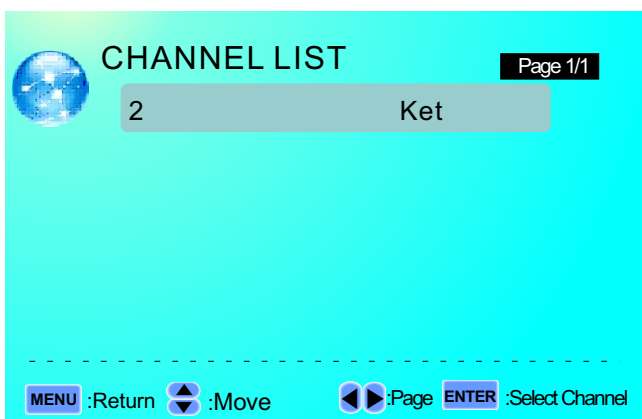 CHANNEL LIST
Page 1/1
2 Ket
MENU :Return :Move :Page ENTER :Select Channel